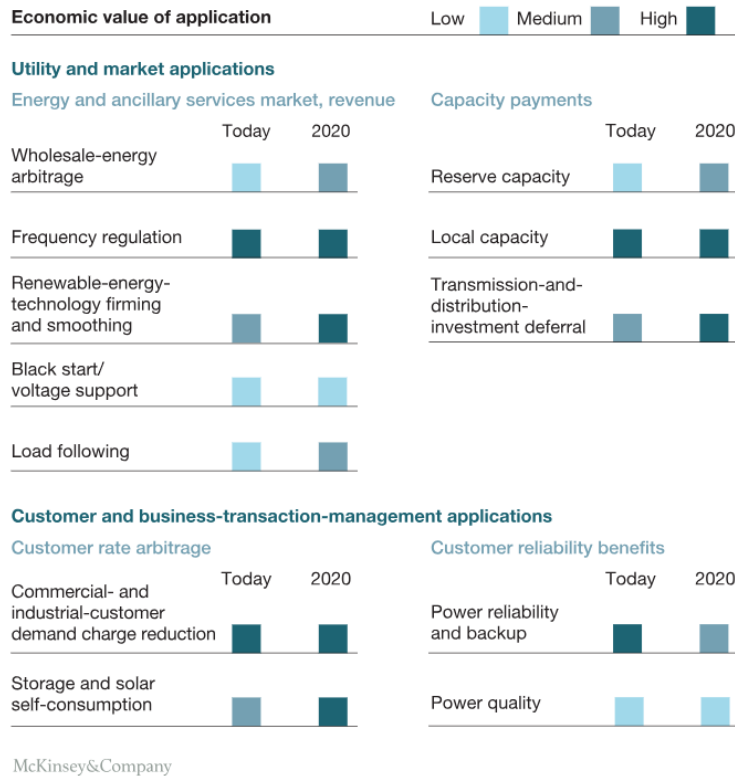 Economic value of application
Low Medium High
Utility and market applications
Energy and ancillary services market, revenue
Today 2020
Wholesale-energy
arbitrage
Frequency regulation
Renewable-energy-
technology firming
and smoothing
Black start/
voltage support
Load following
Capacity payments
Today 2020
Reserve capacity
Local capacity
Transmission-and-
distribution-
investment deferral
Customer and business-transaction-management applications
Customer rate arbitrage
Today 2020
Commercial- and
industrial-customer
demand charge reduction
Storage and solar
self-consumption
Customer reliability benefits
Today 2020
Power reliability
and backup
Power quality
McKinsey&Company